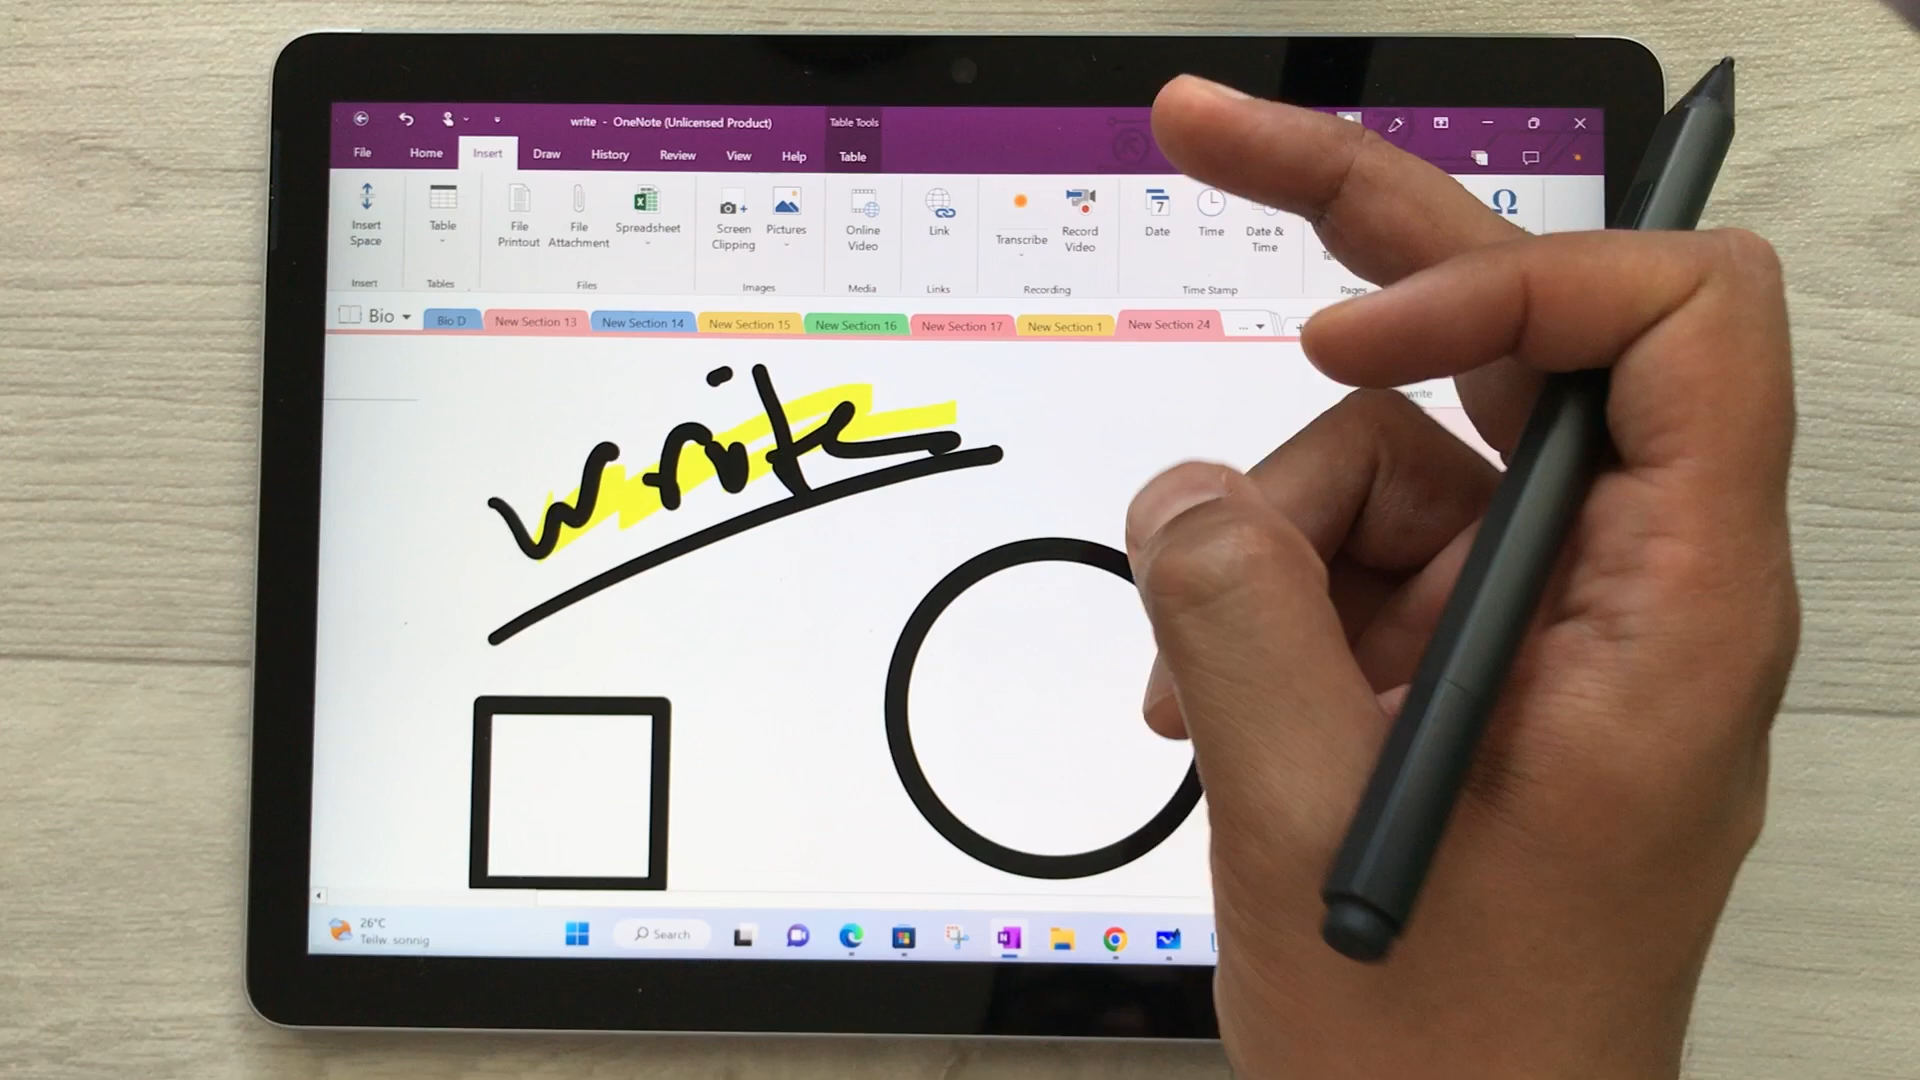 write - OneNote (Unlicensed Product)
Table Tools
File Home Insert Draw History Review View Help Table
Insert Space
Table
File Printout
File Attachment
Spreadsheet
Screen Clipping
Pictures
Online Video
Link
Transcribe
Record Video
7
Date
Time
Date & Time
Ω
Insert Tables Files Images Media Links Recording Time Stamp Pages
Bio Bio D New Section 13 New Section 14 New Section 15 New Section 16 New Section 17 New Section 1 New Section 24 ...
write
write
26°C
Teilw. sonnig
Search